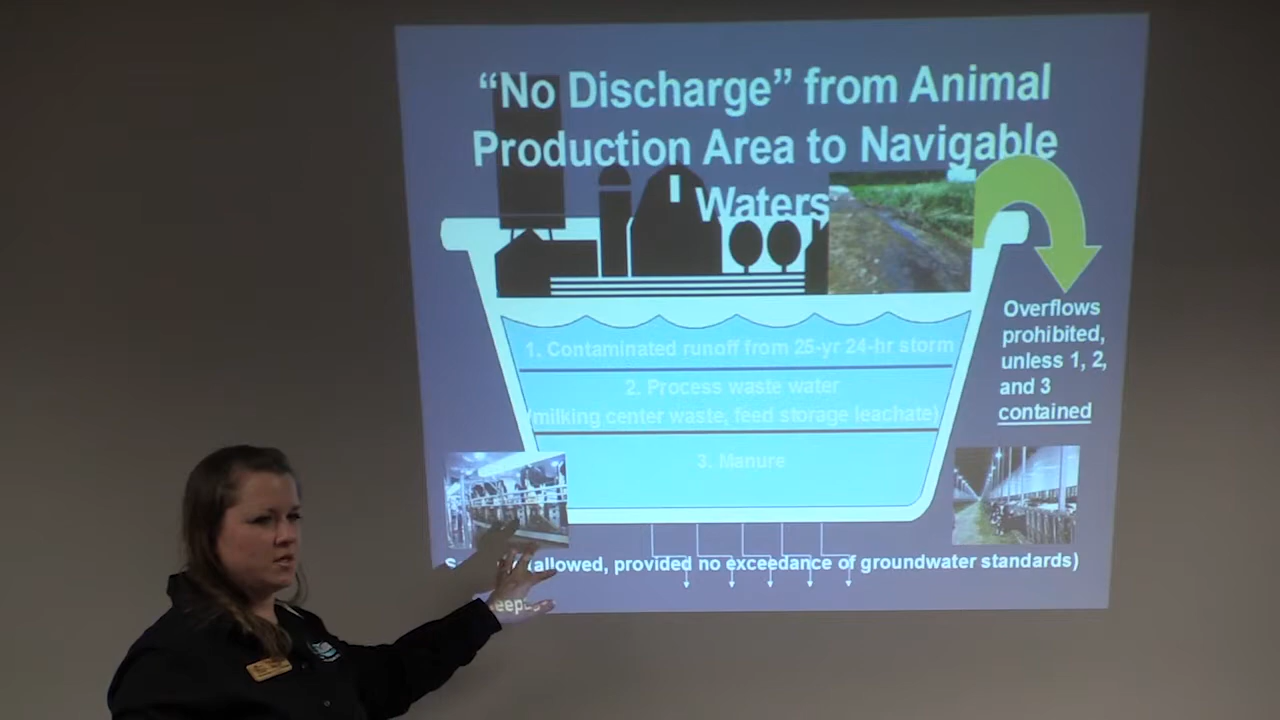 “No Discharge” from Animal
Production Area to Navigable
Waters
1. Contaminated runoff from 25-yr 24-hr storm
2. Process waste water
(milking center waste, feed storage leachate)
3. Manure
Overflows
prohibited,
unless 1, 2,
and 3
contained
(allowed, provided no exceedance of groundwater standards)